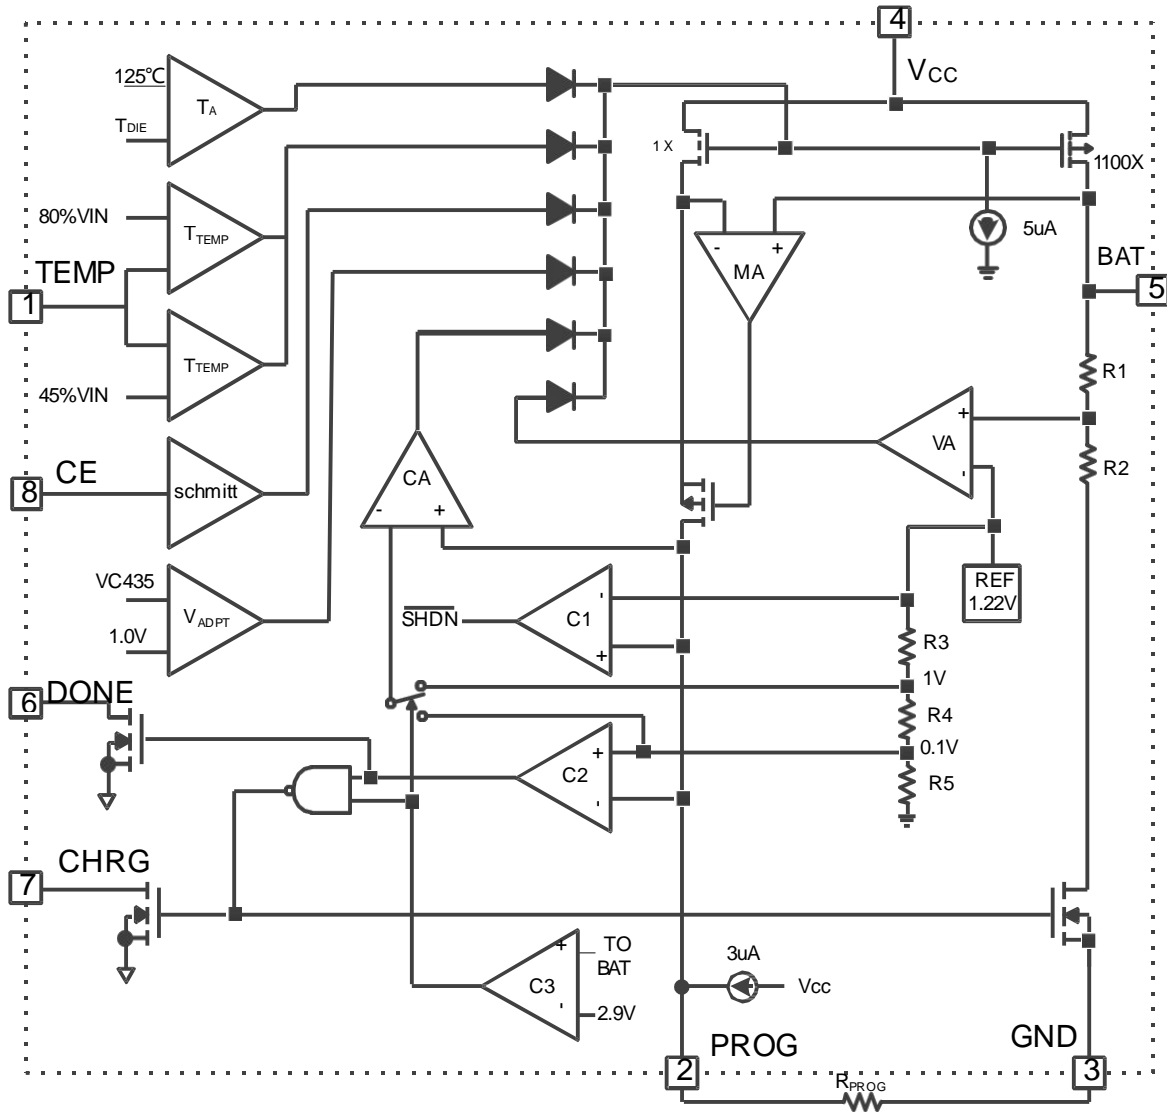 4
VCC
125℃
TA
TDIE
1 X
1100X
80%VIN
TTEMP
- +
MA
5uA
TEMP
BAT
1
5
TTEMP
45%VIN
R1
+
VA
-
R2
CE
8
schmitt
CA
- +
REF
1.22V
VC435
VADPT
1.0V
SHDN
-
C1
+
R3
1V
6
DONE
R4
0.1V
+
C2
-
R5
CHRG
7
+
TO
BAT
C3
-
2.9V
3uA
Vcc
PROG
GND
2
3
RPROG